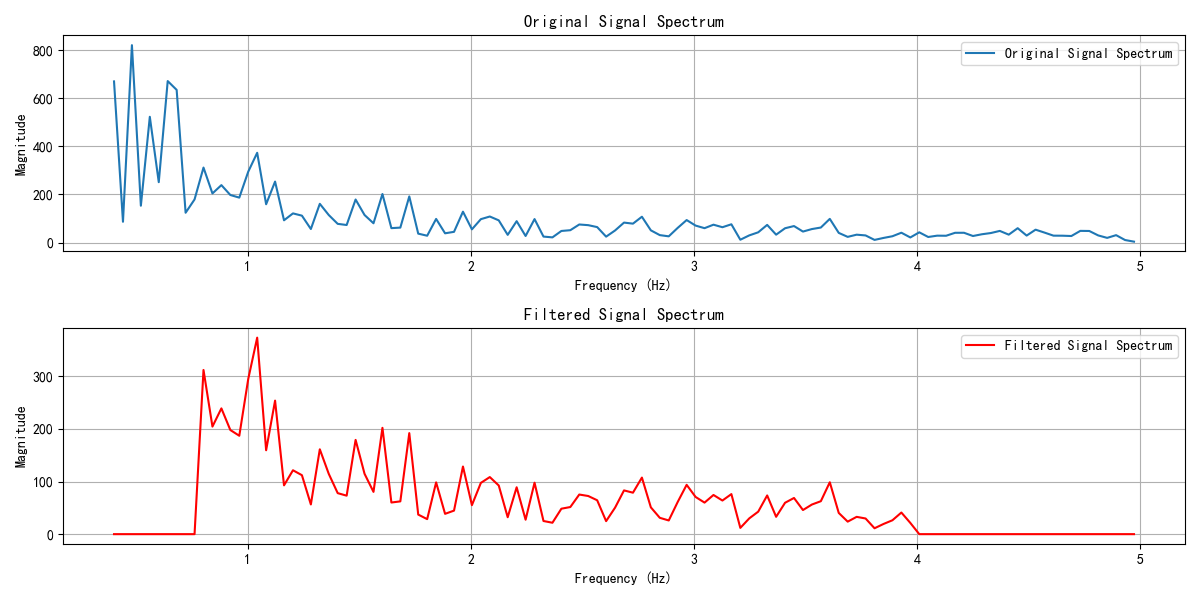 Original Signal Spectrum
Original Signal Spectrum
Magnitude
800
600
400
200
0
1 2 3 4 5
Frequency (Hz)
Filtered Signal Spectrum
Filtered Signal Spectrum
Magnitude
300
200
100
0
1 2 3 4 5
Frequency (Hz)